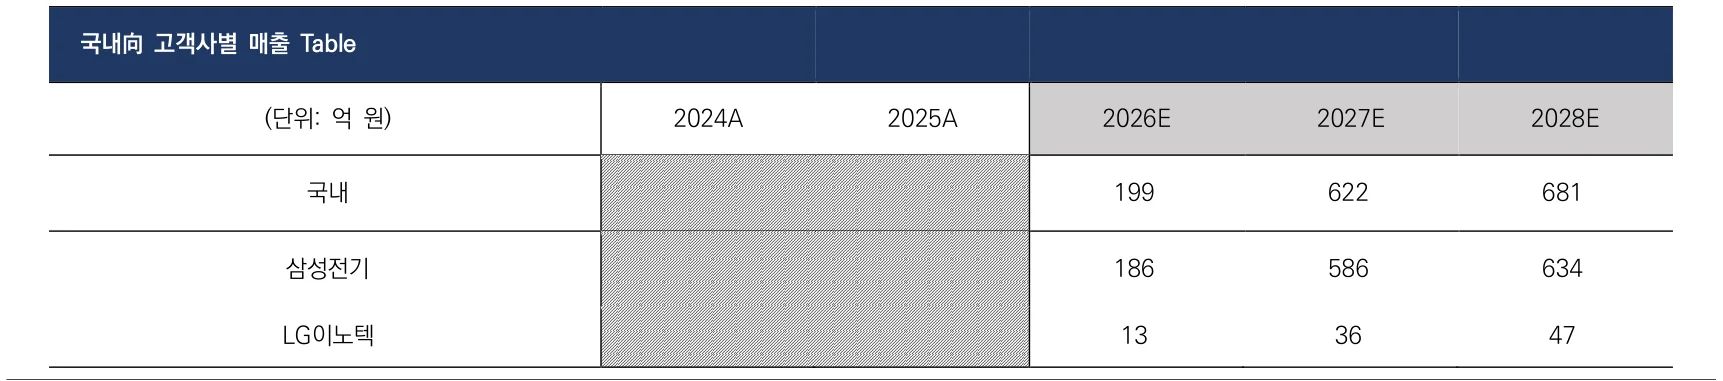 국내向 고객사별 매출 Table
(단위: 억 원) 2024A 2025A 2026E 2027E 2028E
국내 199 622 681
삼성전기 186 586 634
LG이노텍 13 36 47